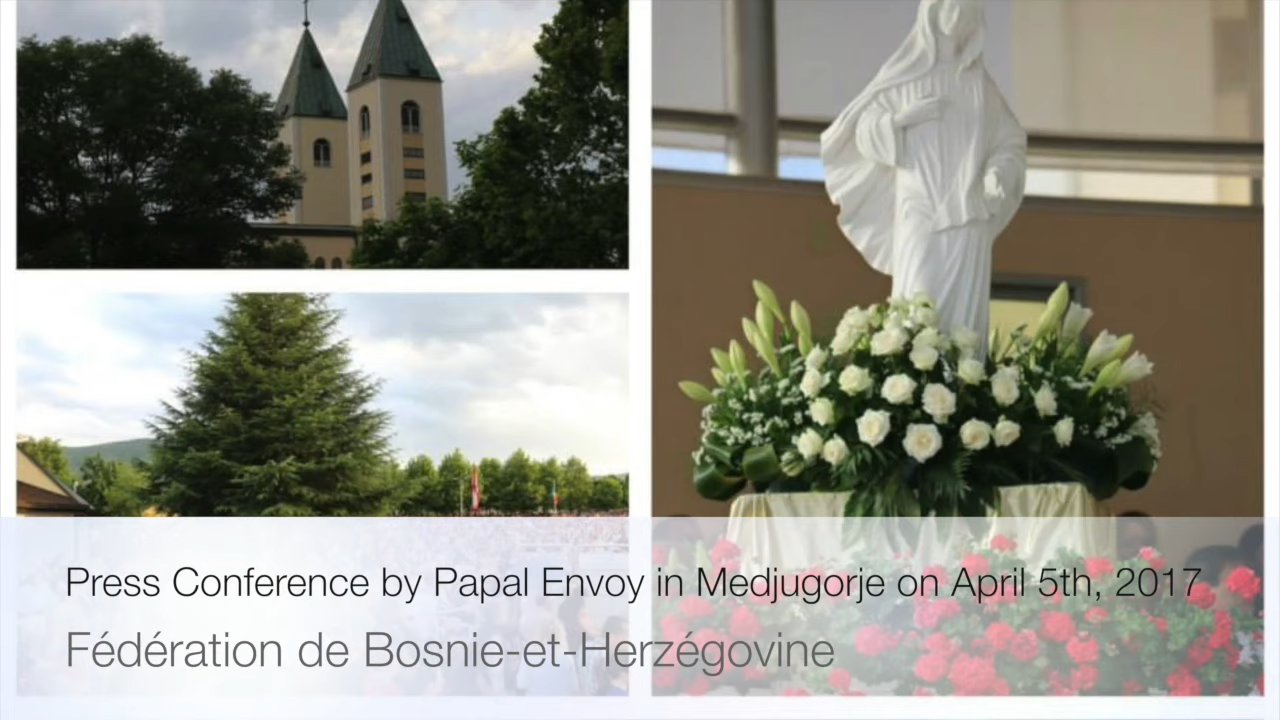 Press Conference by Papal Envoy in Medjugorje on April 5th, 2017
Fédération de Bosnie-et-Herzégovine